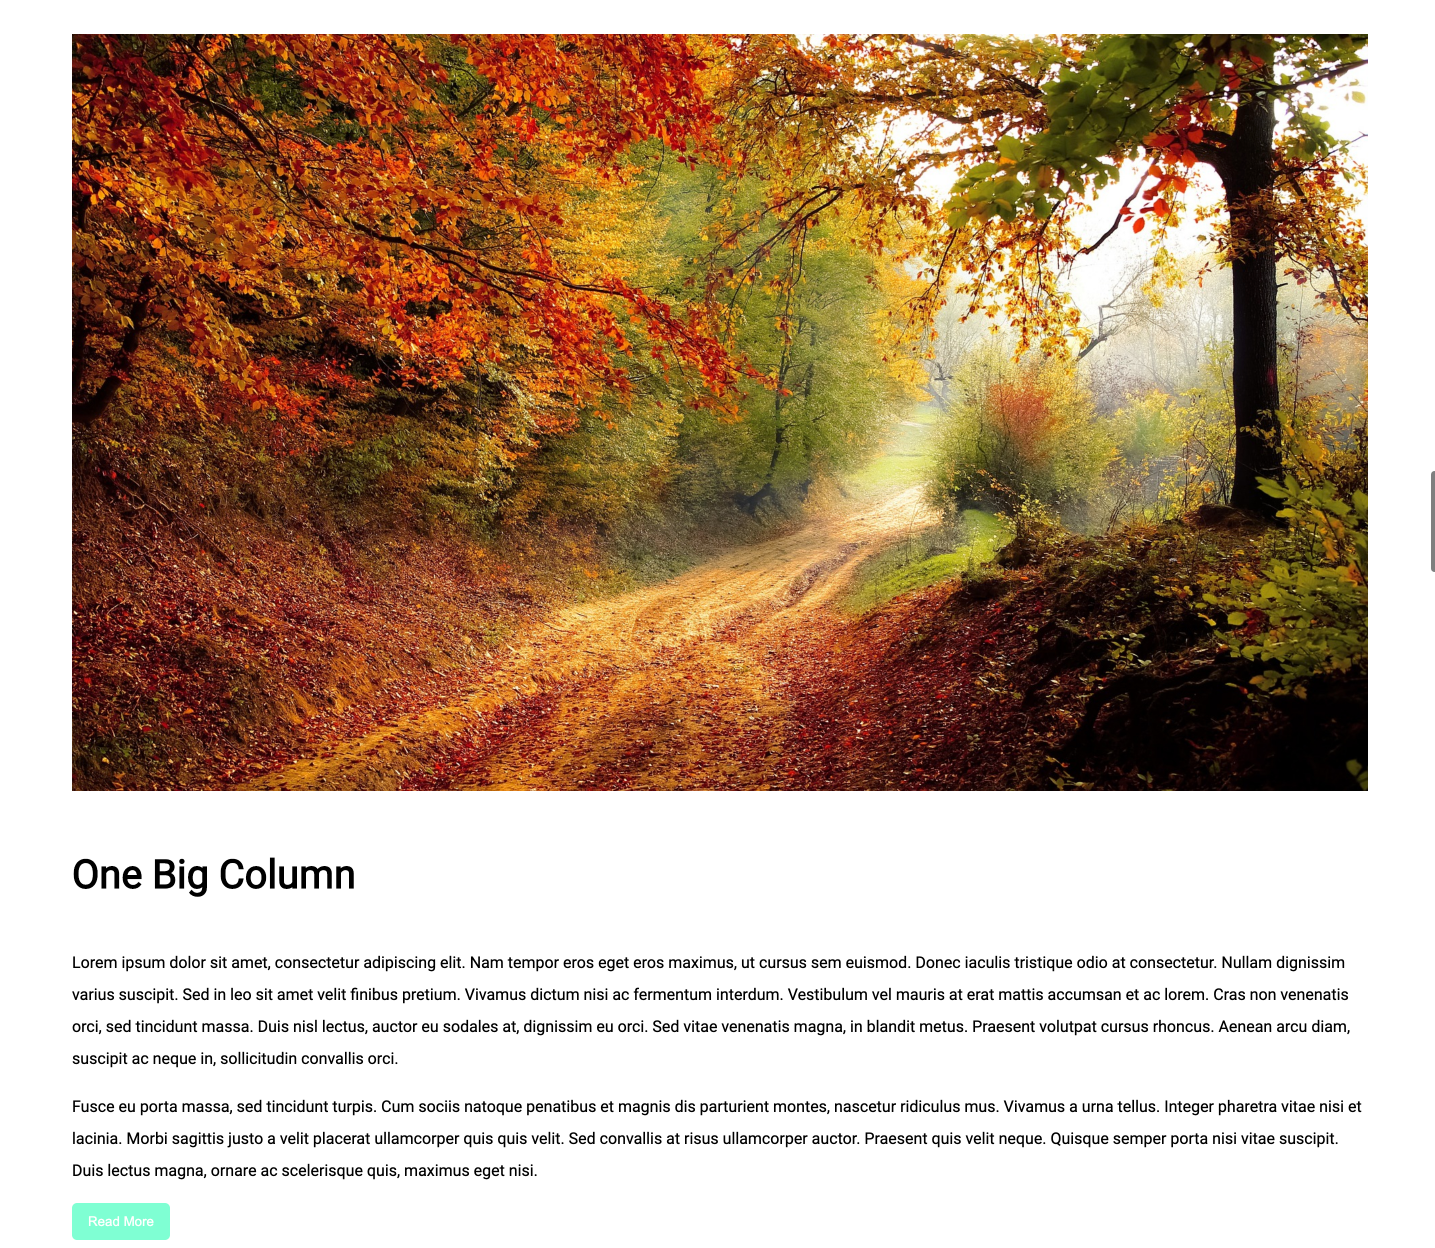 One Big Column
Lorem ipsum dolor sit amet, consectetur adipiscing elit. Nam tempor eros eget eros maximus, ut cursus sem euismod. Donec iaculis tristique odio at consectetur. Nullam dignissim
varius suscipit. Sed in leo sit amet velit finibus pretium. Vivamus dictum nisi ac fermentum interdum. Vestibulum vel mauris at erat mattis accumsan et ac lorem. Cras non venenatis
orci, sed tincidunt massa. Duis nisl lectus, auctor eu sodales at, dignissim eu orci. Sed vitae venenatis magna, in blandit metus. Praesent volutpat cursus rhoncus. Aenean arcu diam,
suscipit ac neque in, sollicitudin convallis orci.
Fusce eu porta massa, sed tincidunt turpis. Cum sociis natoque penatibus et magnis dis parturient montes, nascetur ridiculus mus. Vivamus a urna tellus. Integer pharetra vitae nisi et
lacinia. Morbi sagittis justo a velit placerat ullamcorper quis quis velit. Sed convallis at risus ullamcorper auctor. Praesent quis velit neque. Quisque semper porta nisi vitae suscipit.
Duis lectus magna, ornare ac scelerisque quis, maximus eget nisi.
Read More